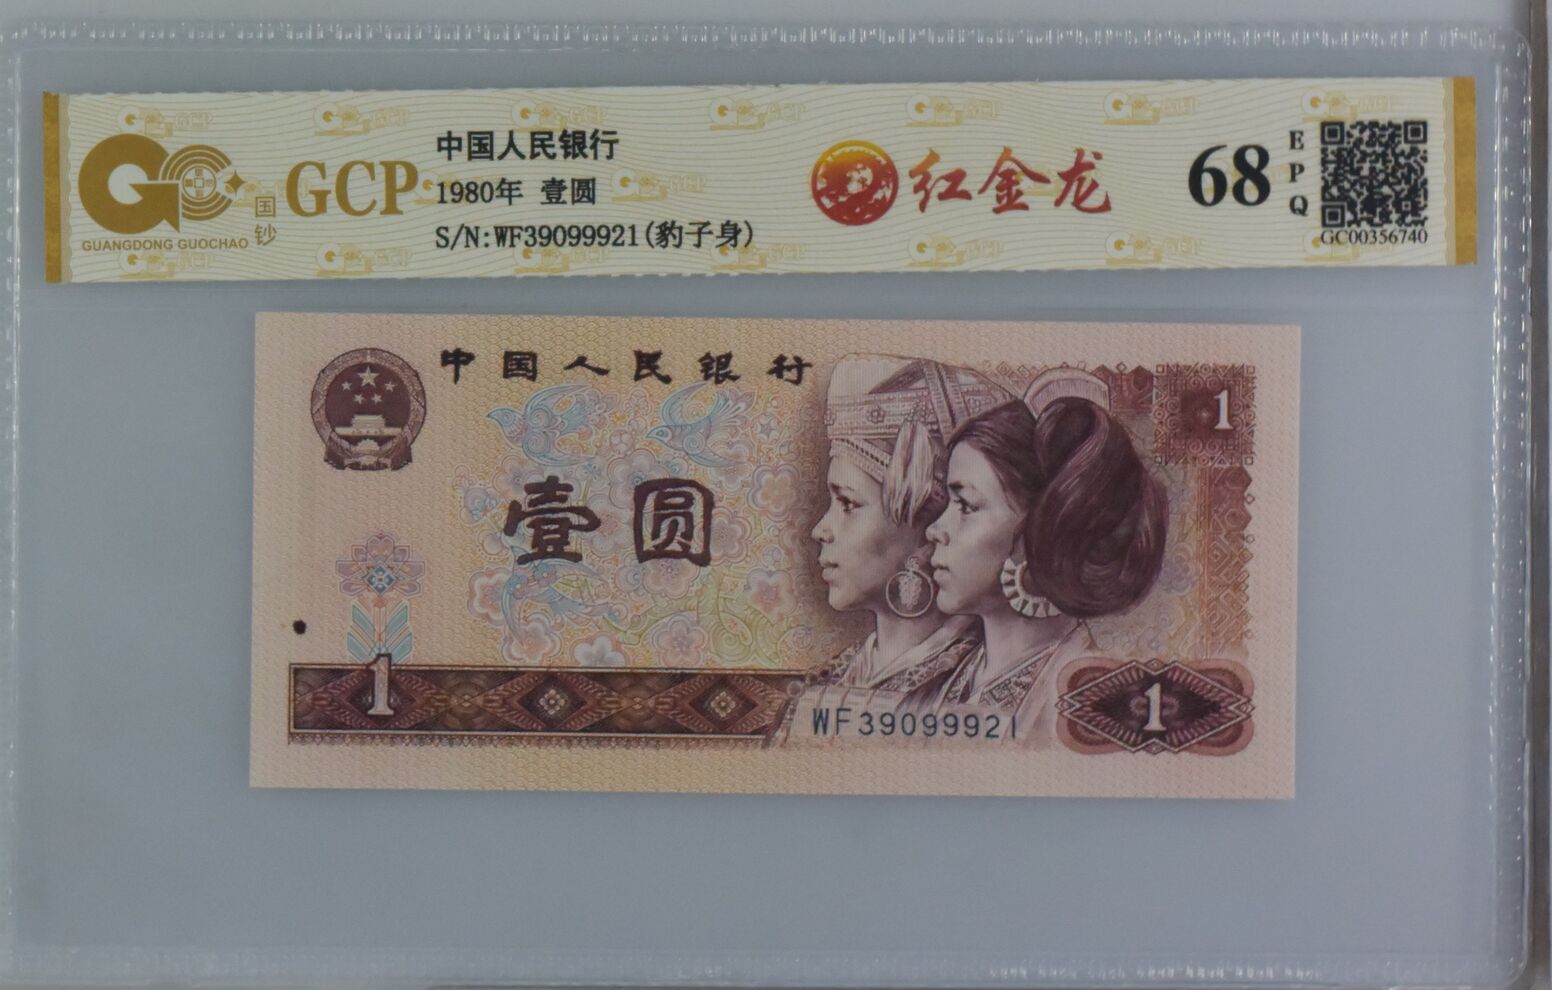 GUANGDONG GUOCHAO
国钞
GCP
中国人民银行
1980年 壹圆
S/N:WF39099921(豹子身)
红金龙
68
EPQ
GC00356740
中国人民银行
1
壹圆
1
WF39099921
1